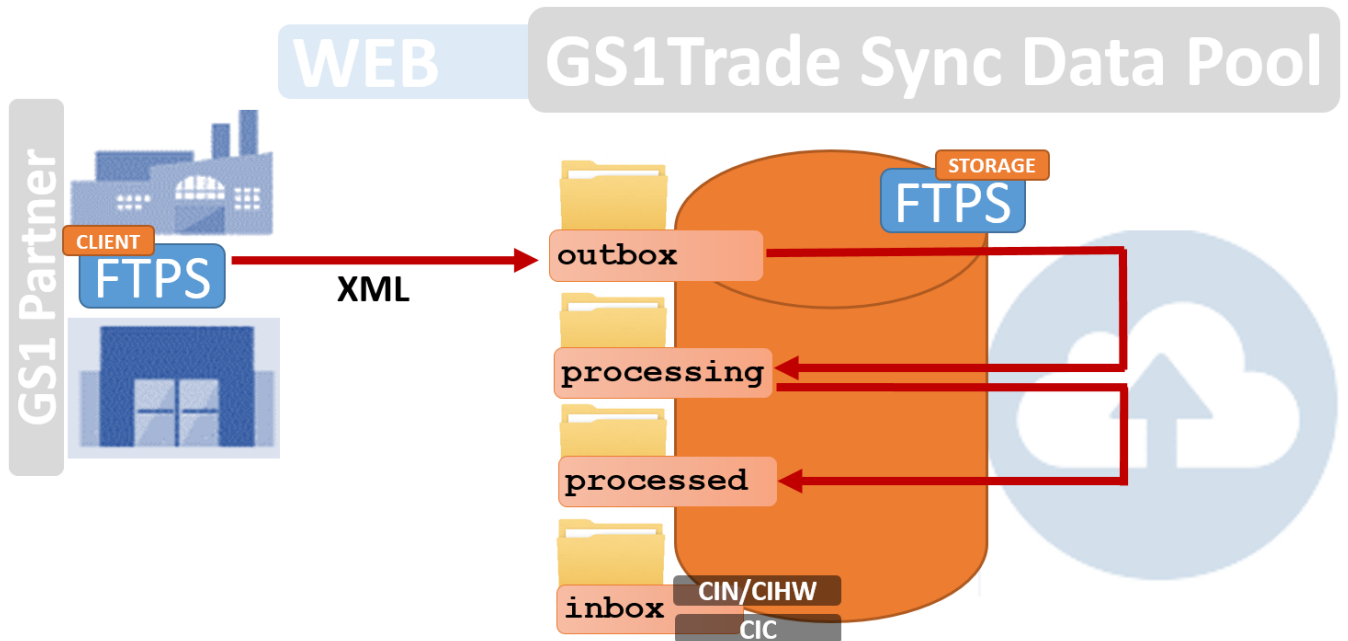 WEB
GS1Trade Sync Data Pool
GS1 Partner
CLIENT
FTPS
XML
STORAGE
FTPS
outbox
processing
processed
inbox
CIN/CIHW
CIC